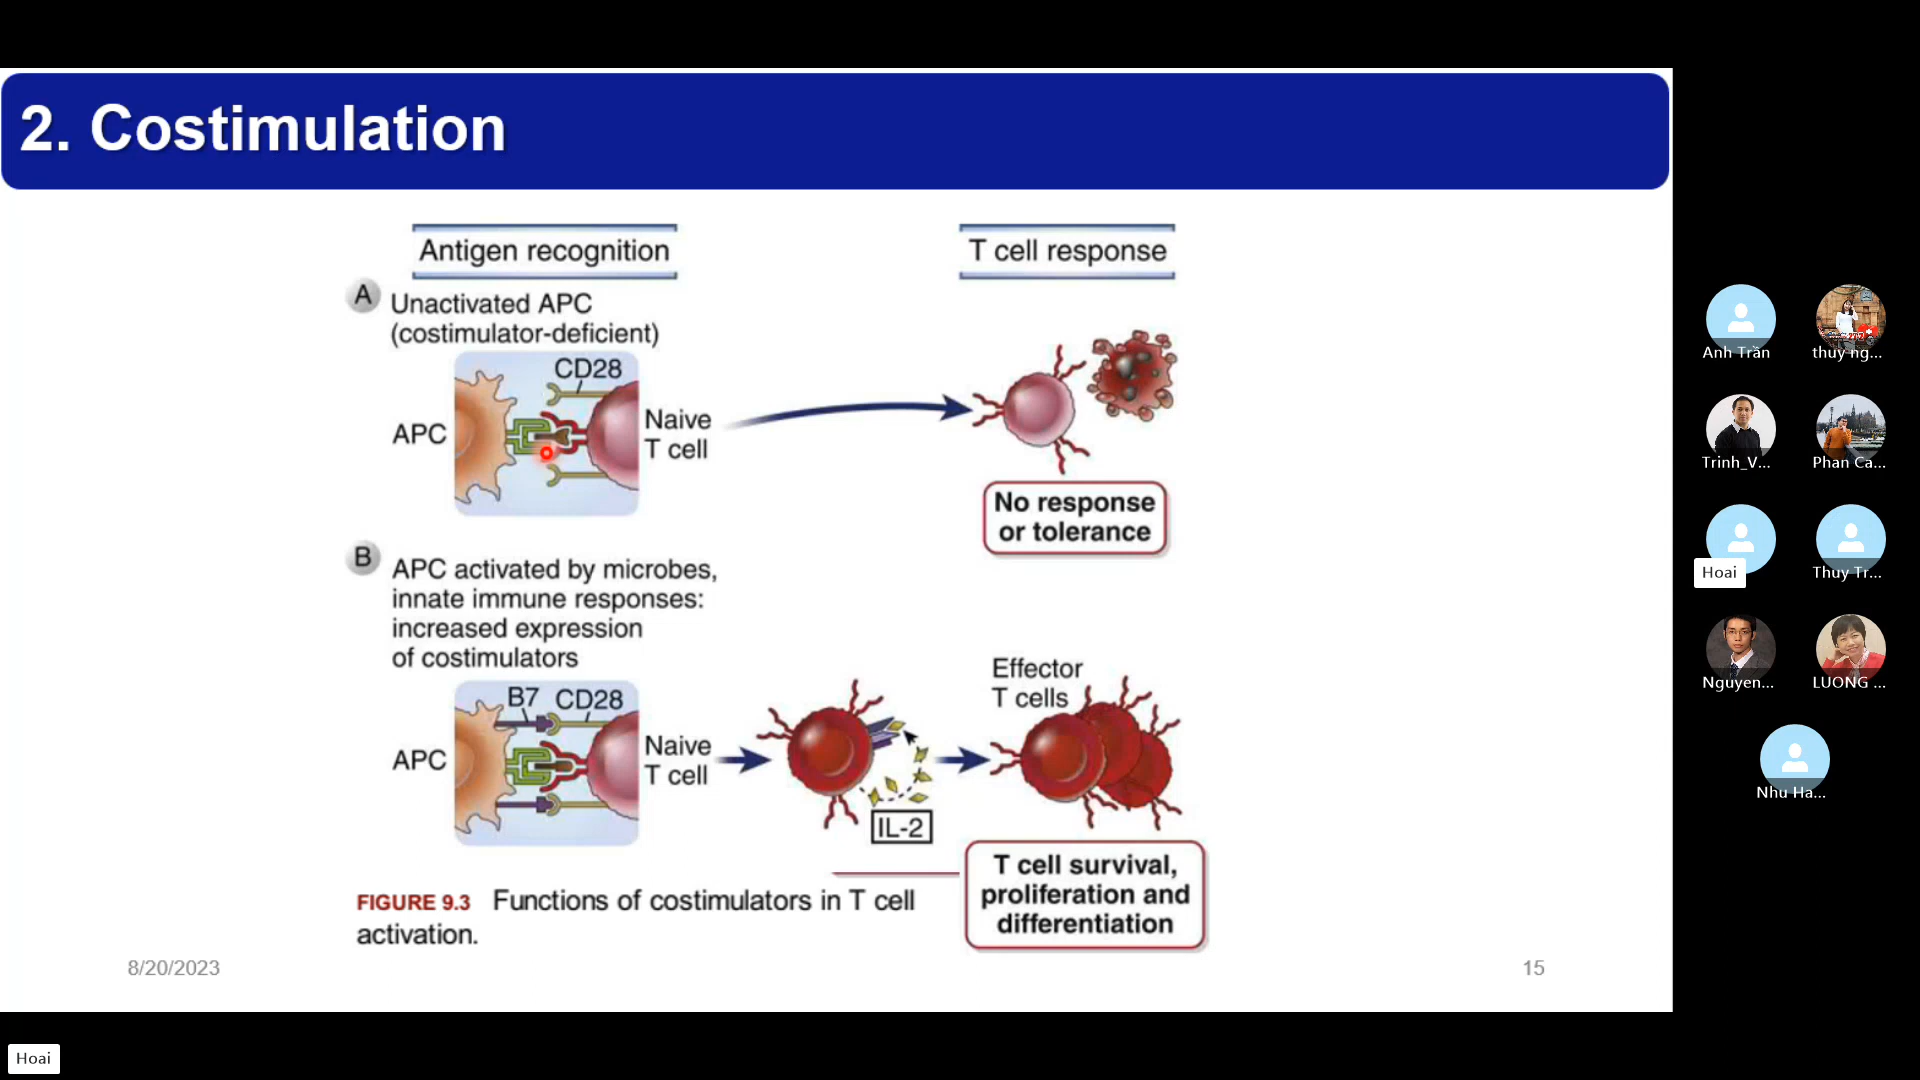 2. Costimulation
Antigen recognition
T cell response
A
Unactivated APC
(costimulator-deficient)
CD28
APC
Naive
T cell
No response
or tolerance
B
APC activated by microbes,
innate immune responses:
increased expression
of costimulators
B7
CD28
APC
Naive
T cell
IL-2
Effector
T cells
T cell survival,
proliferation and
differentiation
FIGURE 9.3 Functions of costimulators in T cell
activation.
8/20/2023
15
Anh Trần
thuy ng...
Trinh_V...
Phan Ca...
Hoai
Thuy Tr...
Nguyen...
LUONG ...
Nhu Ha...
Hoai